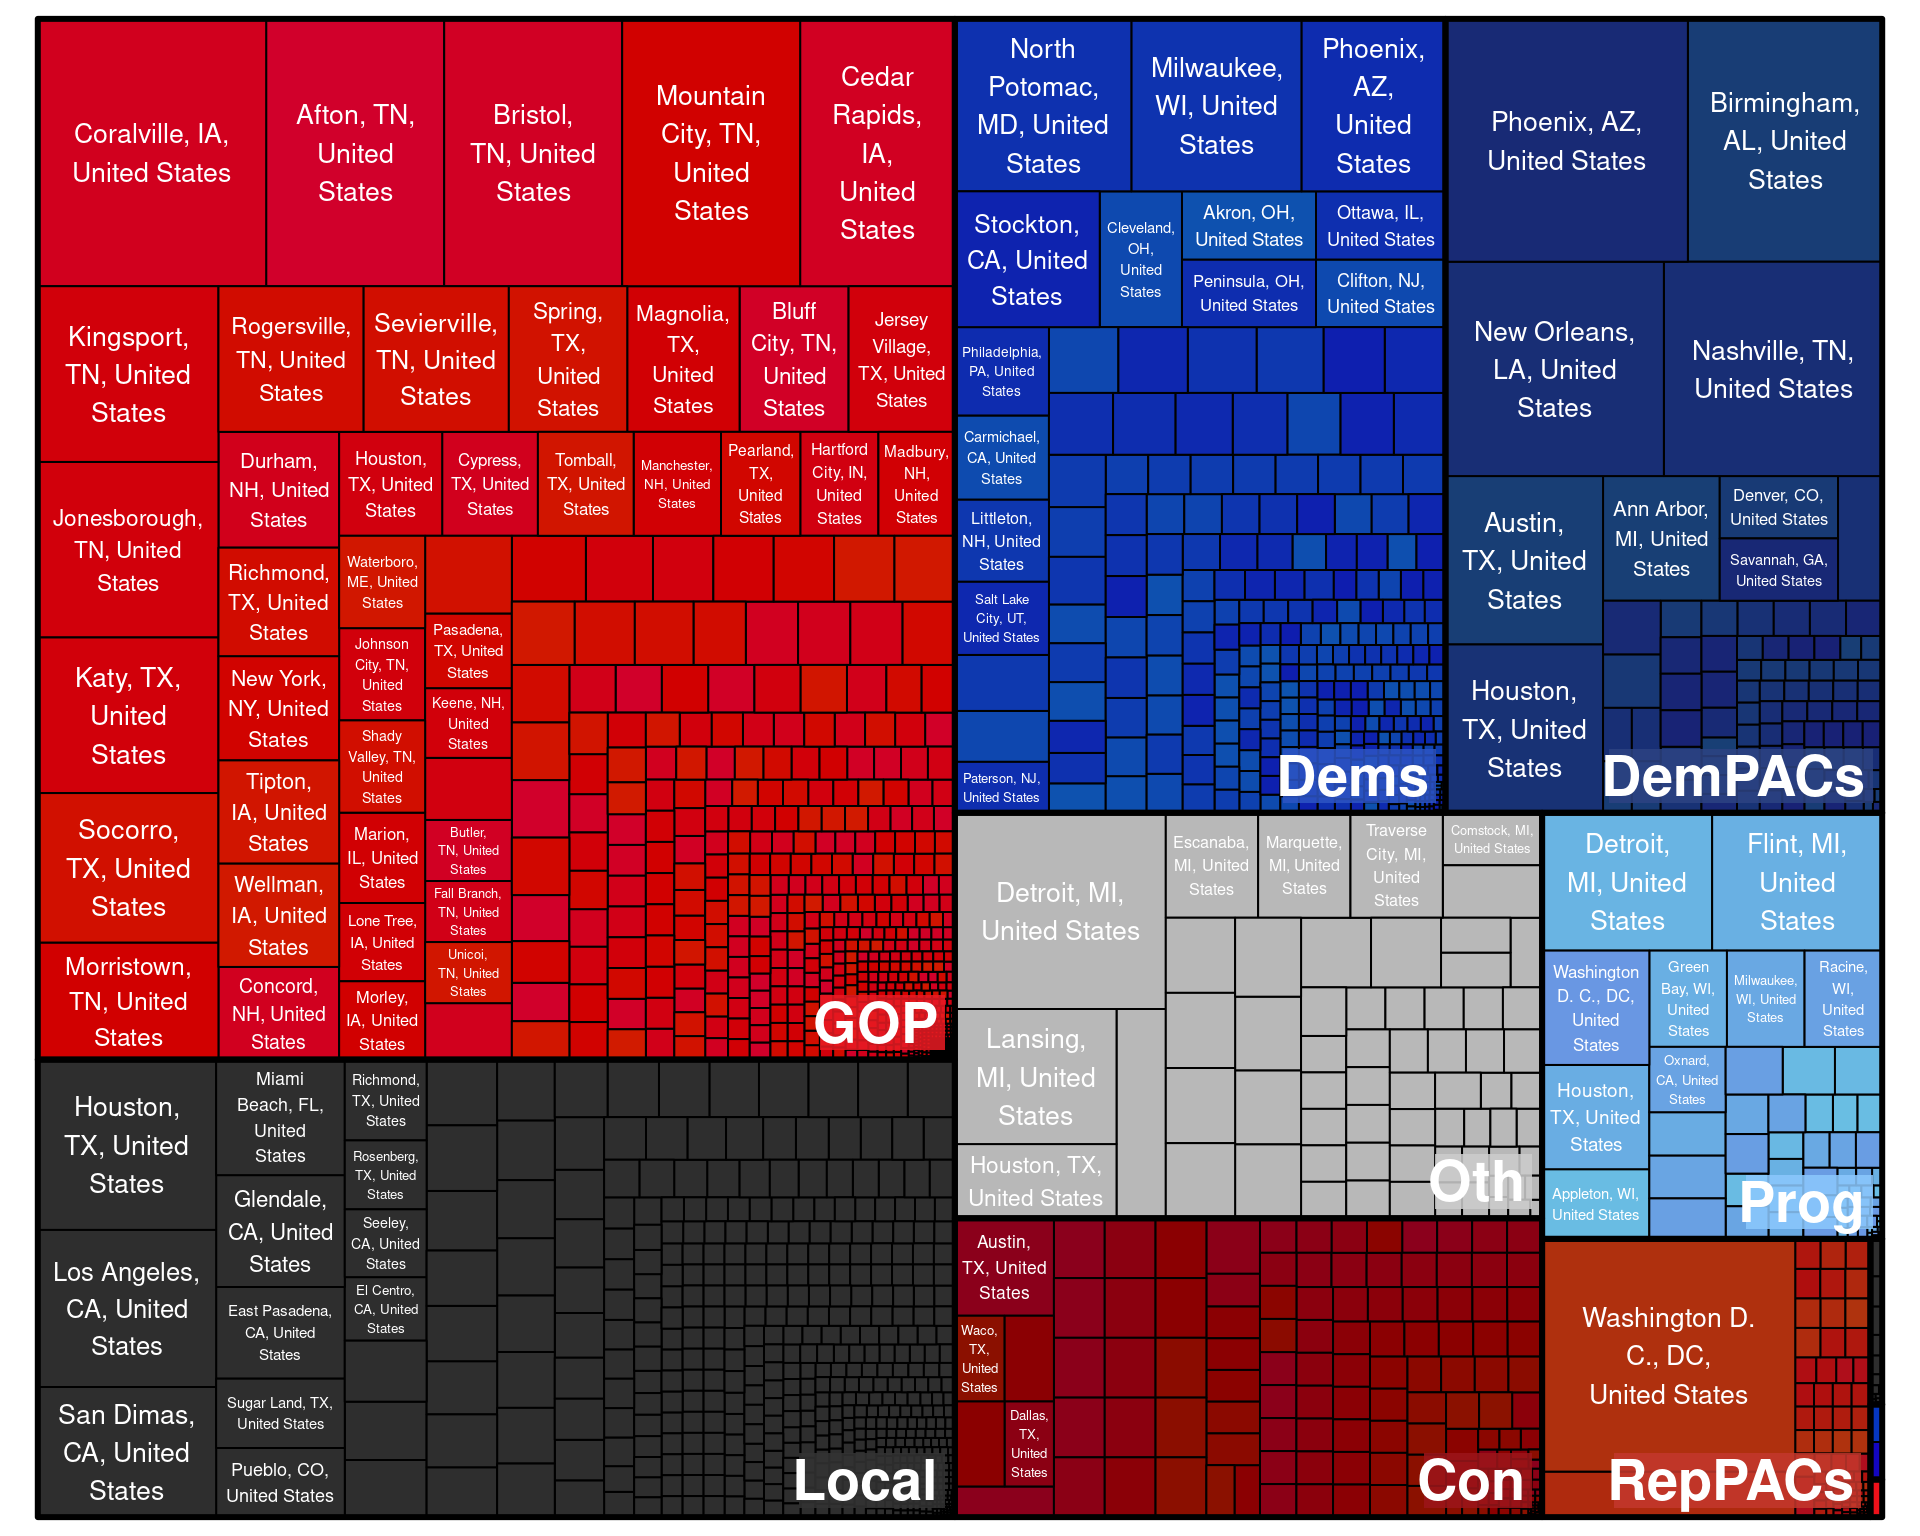 Coralville, IA,
United States
Afton, TN,
United
States
Bristol,
TN, United
States
Mountain
City, TN,
United
States
Cedar
Rapids,
IA,
United
States
Kingsport,
TN, United
States
Rogersville,
TN, United
States
Sevierville,
TN, United
States
Spring,
TX,
United
States
Magnolia,
TX,
United
States
Bluff
City, TN,
United
States
Jersey
Village,
TX, United
States
Jonesborough,
TN, United
States
Durham,
NH, United
States
Houston,
TX, United
States
Cypress,
TX, United
States
Tomball,
TX, United
States
Manchester,
NH, United
States
Pearland,
TX,
United
States
Hartford
City, IN,
United
States
Madbury,
NH,
United
States
Richmond,
TX, United
States
Waterboro,
ME, United
States
Pasadena,
TX, United
States
Katy, TX,
United
States
New York,
NY, United
States
Johnson
City, TN,
United
States
Keene, NH,
United
States
Shady
Valley, TN,
United
States
Socorro,
TX, United
States
Tipton,
IA, United
States
Marion,
IL, United
States
Butler,
TN, United
States
Wellman,
IA, United
States
Fall Branch,
TN, United
States
Lone Tree,
IA, United
States
Unicoi,
TN, United
States
Morristown,
TN, United
States
Concord,
NH, United
States
Morley,
IA, United
States
GOP
Houston,
TX, United
States
Miami
Beach, FL,
United
States
Richmond,
TX, United
States
Rosenberg,
TX, United
States
Glendale,
CA, United
States
Seeley,
CA, United
States
Los Angeles,
CA, United
States
East Pasadena,
CA, United
States
El Centro,
CA, United
States
San Dimas,
CA, United
States
Sugar Land, TX,
United States
Pueblo, CO,
United States
Local
North
Potomac,
MD, United
States
Milwaukee,
WI, United
States
Phoenix,
AZ,
United
States
Stockton,
CA, United
States
Cleveland,
OH,
United
States
Akron, OH,
United States
Ottawa, IL,
United States
Peninsula, OH,
United States
Clifton, NJ,
United States
Philadelphia,
PA, United
States
Carmichael,
CA, United
States
Littleton,
NH, United
States
Salt Lake
City, UT,
United States
Paterson, NJ,
United States
Dems
Phoenix, AZ,
United States
Birmingham,
AL, United
States
New Orleans,
LA, United
States
Nashville, TN,
United States
Austin,
TX, United
States
Ann Arbor,
MI, United
States
Denver, CO,
United States
Savannah, GA,
United States
Houston,
TX, United
States
DemPACs
Detroit, MI,
United States
Escanaba,
MI, United
States
Marquette,
MI, United
States
Traverse
City, MI,
United
States
Comstock, MI,
United States
Lansing,
MI, United
States
Houston, TX,
United States
Oth
Detroit,
MI, United
States
Flint, MI,
United
States
Washington
D. C., DC,
United
States
Green
Bay, WI,
United
States
Milwaukee,
WI, United
States
Racine,
WI,
United
States
Oxnard,
CA, United
States
Houston,
TX, United
States
Appleton, WI,
United States
Prog
Austin,
TX, United
States
Waco,
TX,
United
States
Dallas,
TX,
United
States
Con
Washington D.
C., DC,
United States
RepPACs